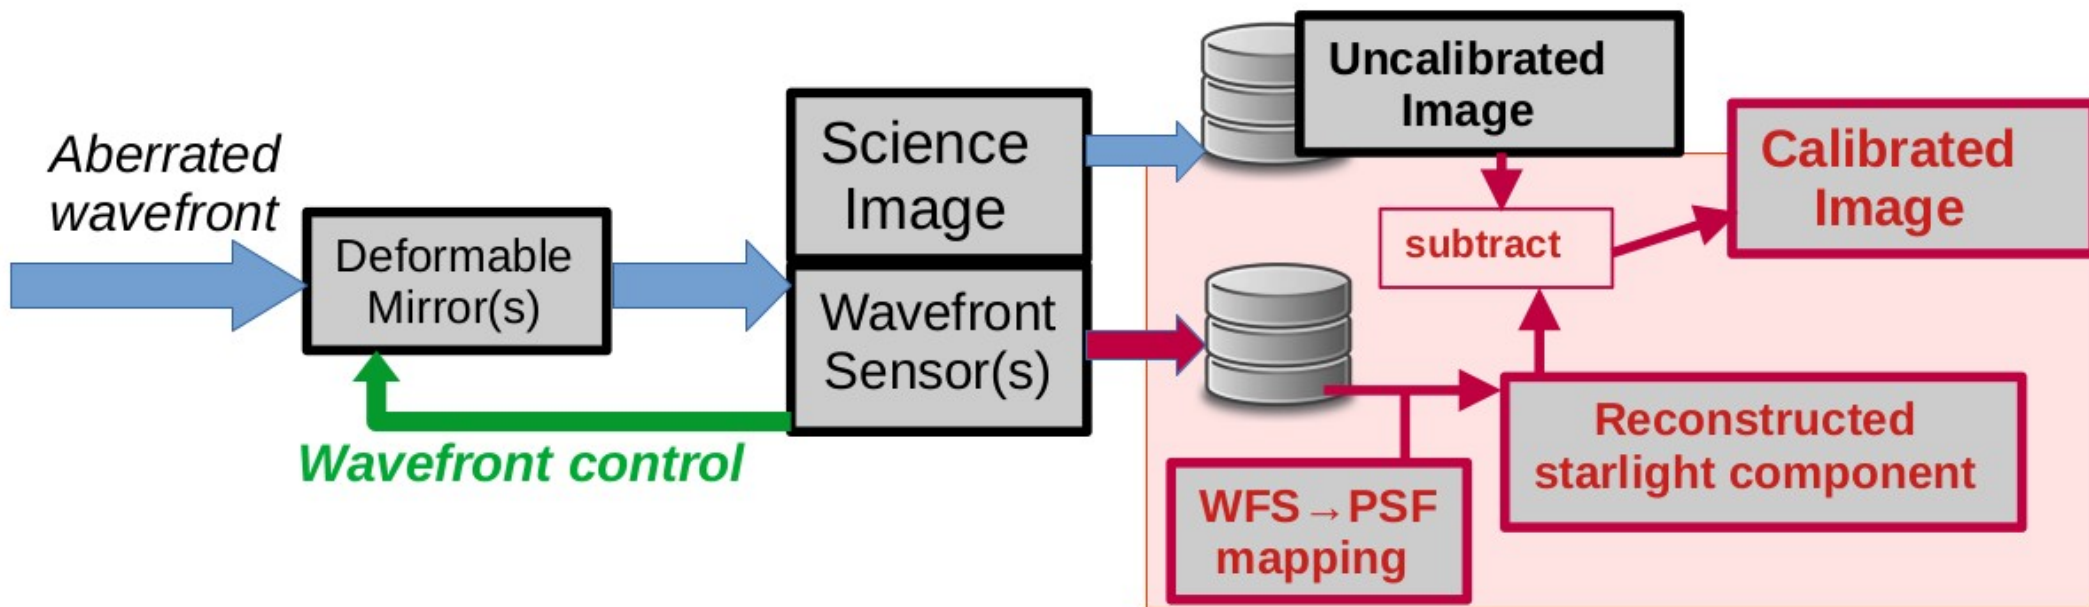 Aberrated
wavefront
Deformable
Mirror(s)
Wavefront control
Science
Image
Wavefront
Sensor(s)
Uncalibrated
Image
subtract
Calibrated
Image
WFS→PSF
mapping
Reconstructed
starlight component